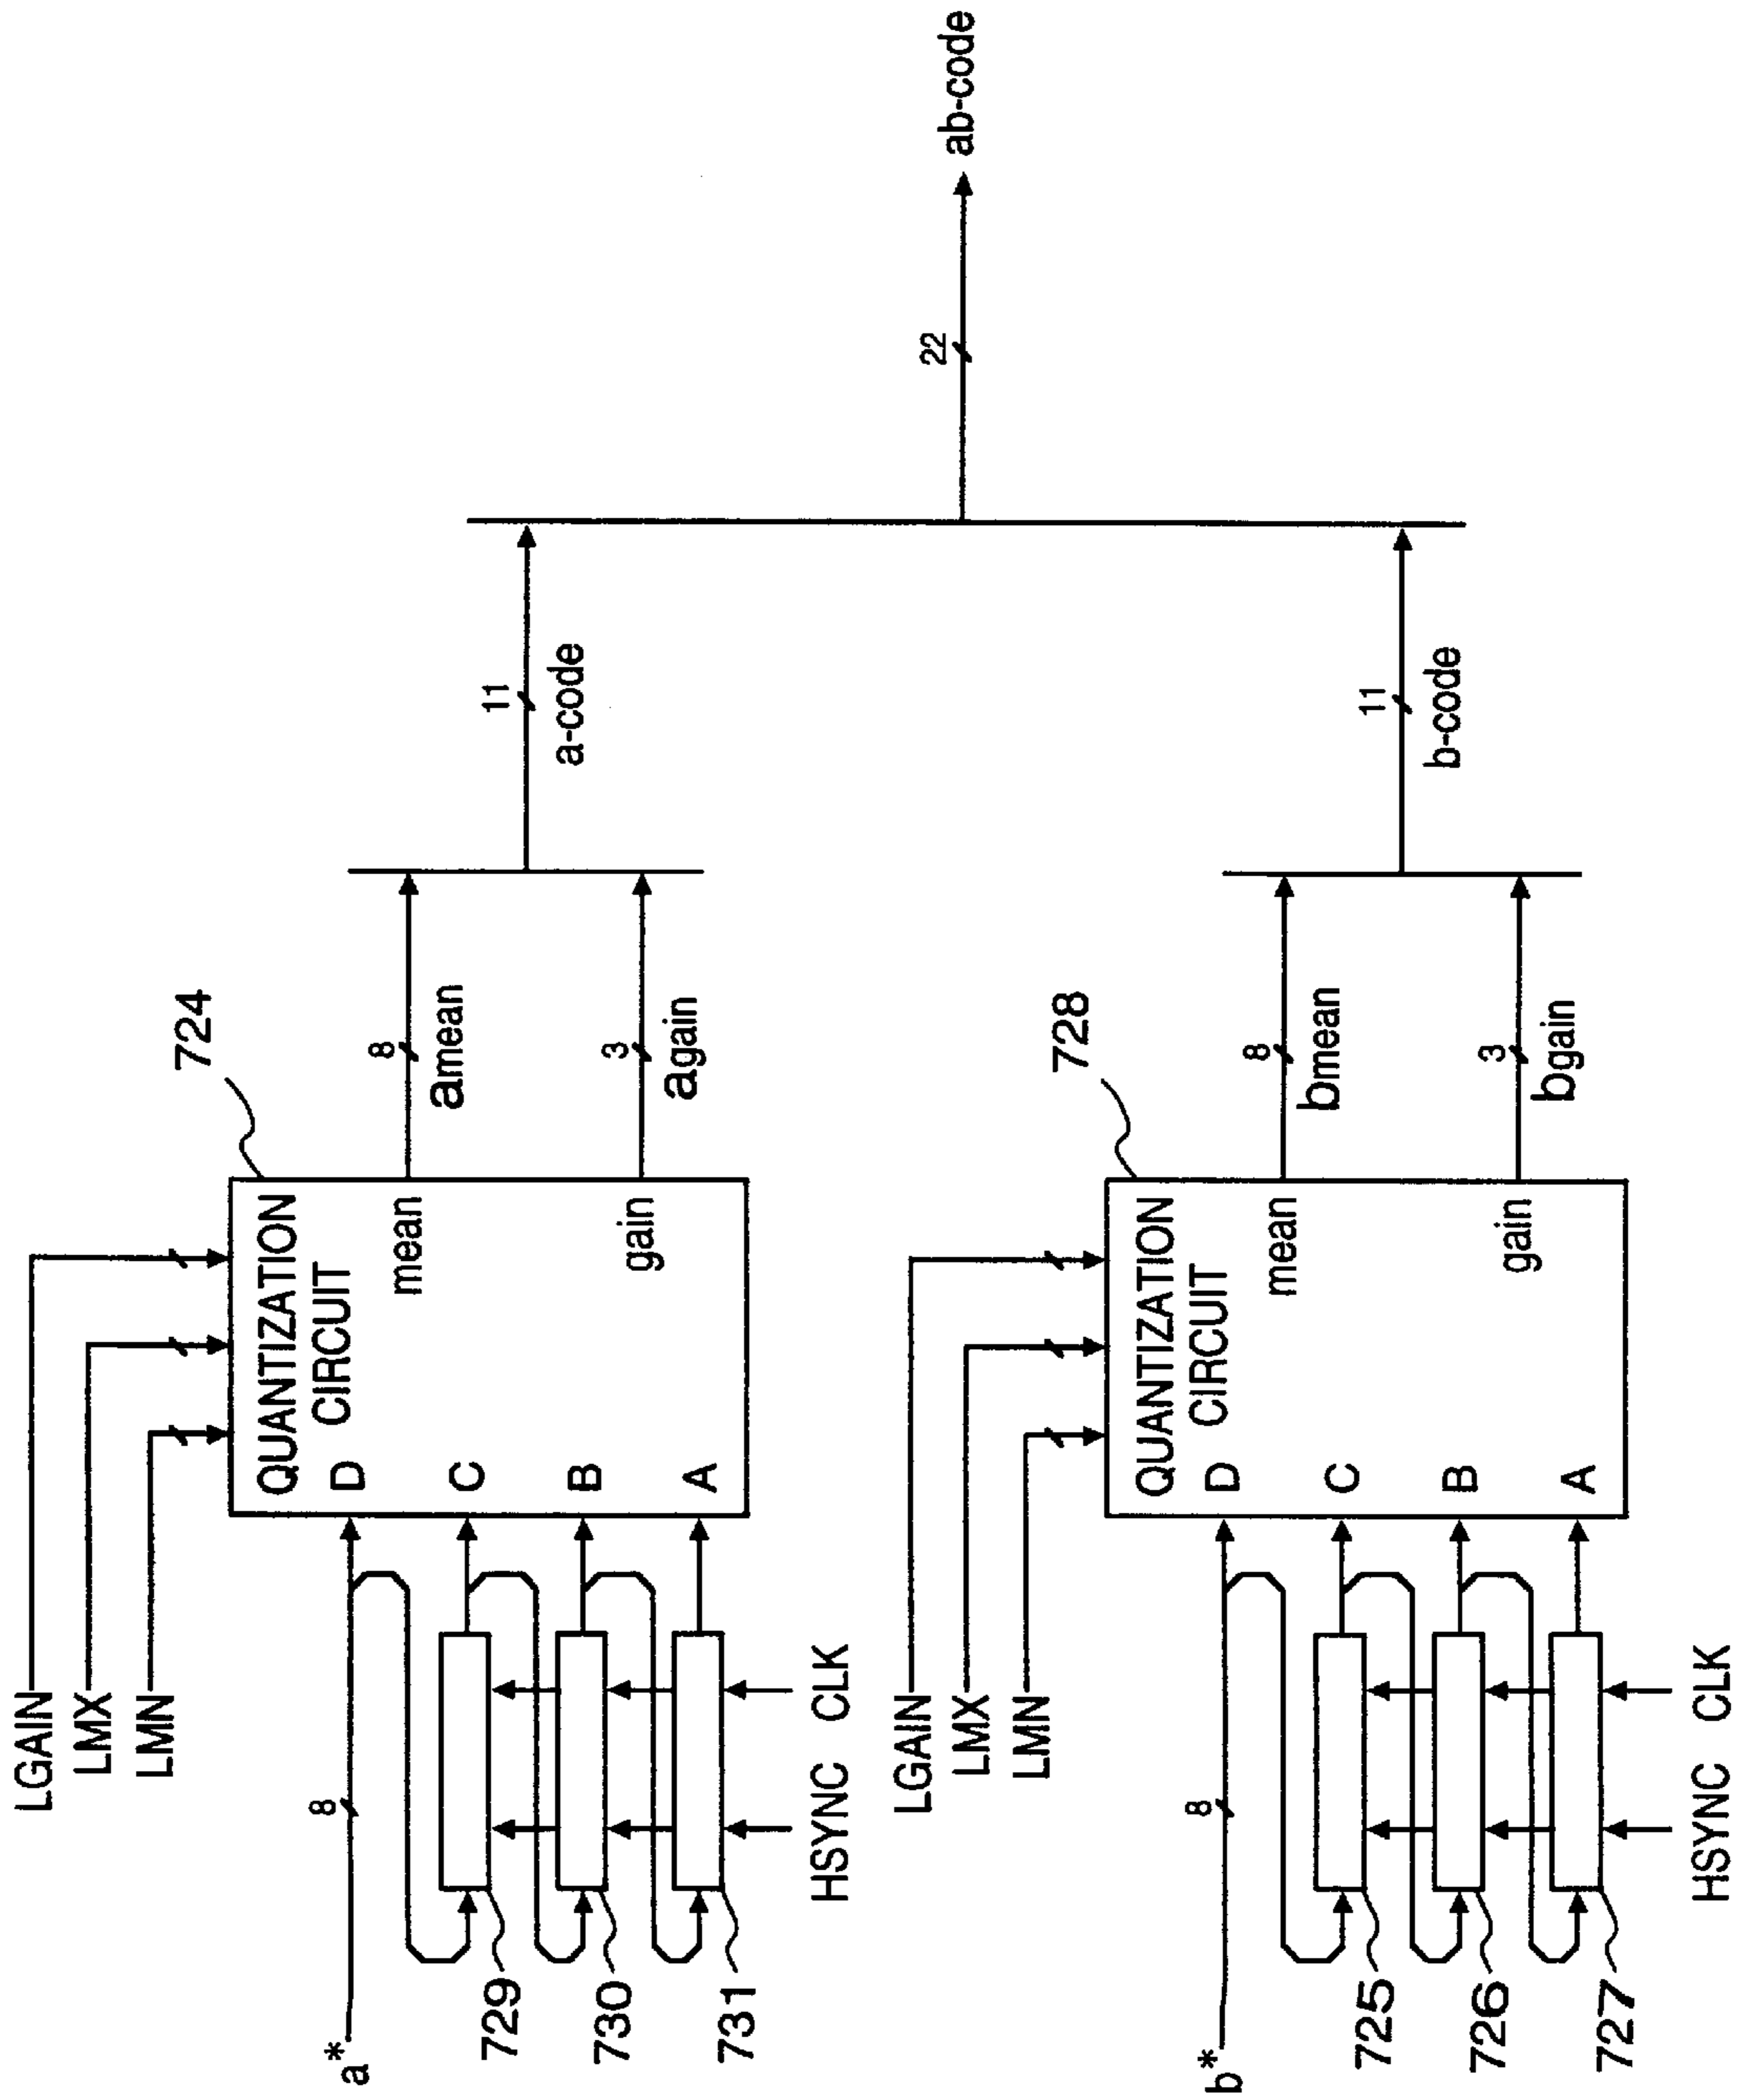 LGAIN
LMX
LMN
a*
8
729
730
731
HSYNC CLK
724
QUANTIZATION
CIRCUIT
D
C
B
A
mean
gain
8
amean
3
again
11
a-code
22
ab-code
LGAIN
LMX
LMN
b*
8
725
726
727
HSYNC CLK
728
QUANTIZATION
CIRCUIT
D
C
B
A
mean
gain
8
bmean
3
bgain
11
b-code